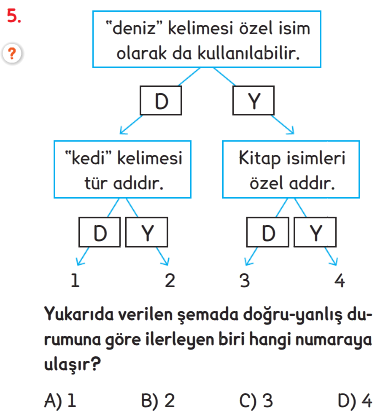 5.
?
"deniz" kelimesi özel isim
olarak da kullanılabilir.
D Y
"kedi" kelimesi
tür adıdır.
Kitap isimleri
özel addır.
D Y D Y
1 2 3 4
Yukarıda verilen şemada doğru-yanlış du-
rumuna göre ilerleyen biri hangi numaraya
ulaşır?
A) 1 B) 2 C) 3 D) 4